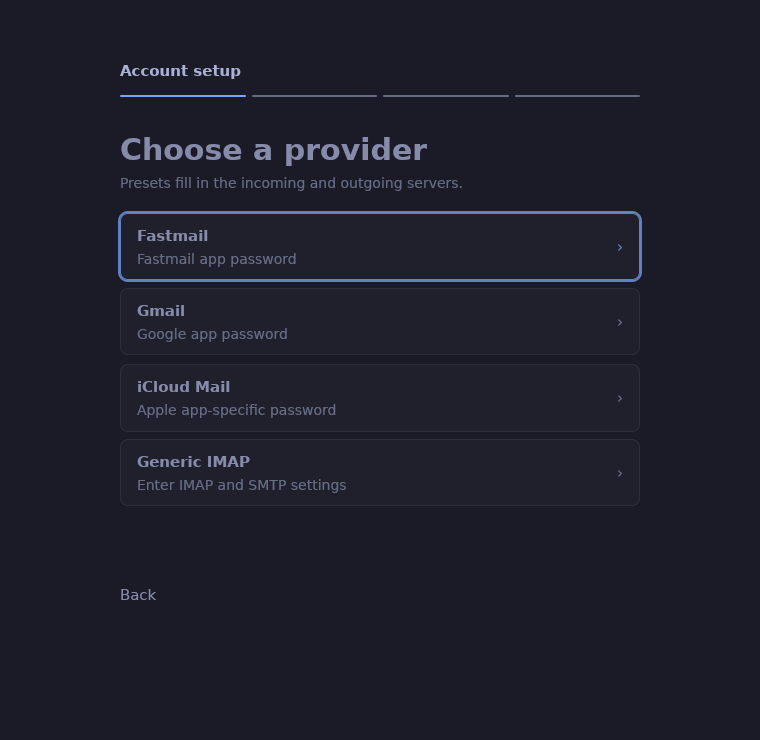 Account setup
Choose a provider
Presets fill in the incoming and outgoing servers.
Fastmail
Fastmail app password
›
Gmail
Google app password
›
iCloud Mail
Apple app-specific password
›
Generic IMAP
Enter IMAP and SMTP settings
›
Back